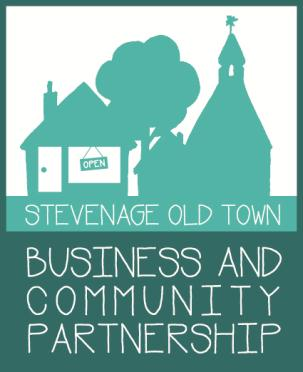 OPEN
STEVENAGE OLD TOWN
BUSINESS AND
COMMUNITY
PARTNERSHIP